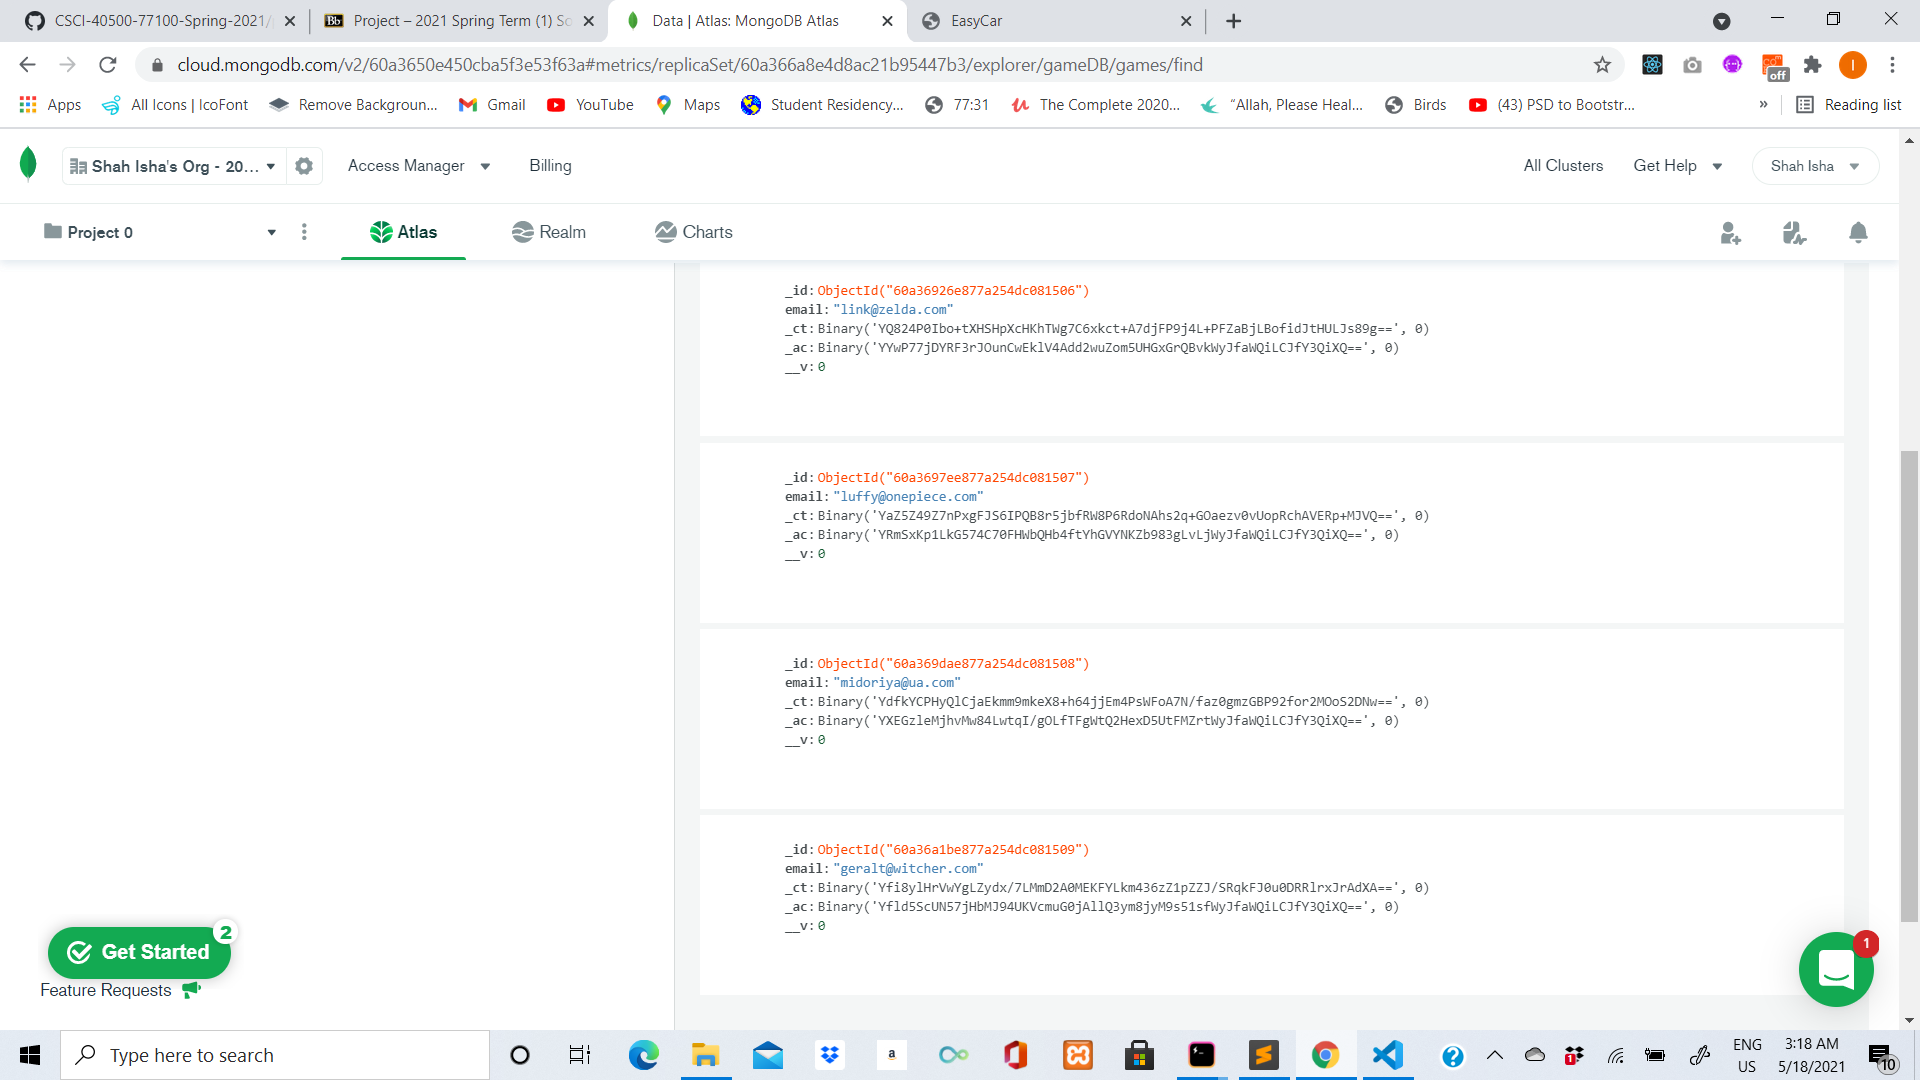 CSCI-40500-77100-Spring-2021/
Bb Project – 2021 Spring Term (1) So
Data | Atlas: MongoDB Atlas
EasyCar
cloud.mongodb.com/v2/60a3650e450cba5f3e53f63a#metrics/replicaSet/60a366a8e4d8ac21b95447b3/explorer/gameDB/games/find
off
I
Apps
All Icons | IcoFont
Remove Backgroun...
Gmail
YouTube
Maps
Student Residency...
77:31
The Complete 2020...
“Allah, Please Heal...
Birds
(43) PSD to Bootstr...
»
Reading list
Shah Isha's Org - 20...
Access Manager
Billing
All Clusters
Get Help
Shah Isha
Project 0
Atlas
Realm
Charts
_id: ObjectId("60a36926e877a254dc081506")
email: "link@zelda.com"
_ct: Binary('YQ824P0Ibo+tXHSHpXcHKhTWg7C6xkct+A7djFP9j4L+PFZaBjLBofidJtHULJs89g==', 0)
_ac: Binary('YYwP77jDYRF3rJOunCwEklV4Add2wuZom5UHGxGrQBvkWyJfaWQiLCJfY3QiXQ==', 0)
__v: 0
_id: ObjectId("60a3697ee877a254dc081507")
email: "luffy@onepiece.com"
_ct: Binary('YaZ5Z49Z7nPxgFJS6IPQB8r5jbfRW8P6RdoNAhs2q+GOaezv0vUopRchAVERp+MJVQ==', 0)
_ac: Binary('YRmSxKp1LkG574C70FHWbQHb4ftYhGVYNKZb983gLvLjWyJfaWQiLCJfY3QiXQ==', 0)
__v: 0
_id: ObjectId("60a369dae877a254dc081508")
email: "midoriya@ua.com"
_ct: Binary('YdfkYCPHyQlCjaEkmm9mkeX8+h64jjEm4PsWFoA7N/faz0gmzGBP92for2MOoS2DNw==', 0)
_ac: Binary('YXEGzleMjhvMw84LwtqI/gOLfTFgWtQ2HexD5UtFMZrtWyJfaWQiLCJfY3QiXQ==', 0)
__v: 0
_id: ObjectId("60a36a1be877a254dc081509")
email: "geralt@witcher.com"
_ct: Binary('Yfi8ylHrVwYgLZydx/7LMmD2A0MEKFYLkm436zZ1pZZJ/SRqkFJ0u0DRRlrxJrAdXA==', 0)
_ac: Binary('Yfld5ScUN57jHbMJ94UKVcmuG0jAllQ3ym8jyM9s51sfWyJfaWQiLCJfY3QiXQ==', 0)
__v: 0
Get Started
2
Feature Requests
1
Type here to search
a
1
ENG
US
3:18 AM
5/18/2021
10